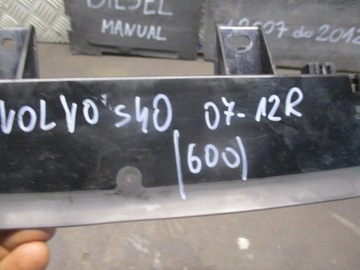 DIESEL
MANUAL
2007 do 2012
VOLVO S40 07-12R
(600)